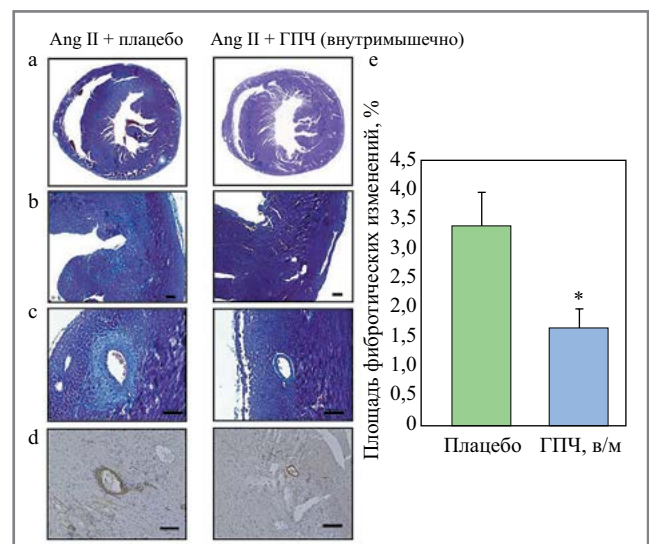 Ang II + плацебо
Ang II + ГПЧ (внутримышечно)
a
e
b
c
d
Площадь фибротических изменений, %
4,5
4,0
3,5
3,0
2,5
2,0
1,5
1,0
0,5
0
*
Плацебо
ГПЧ, в/м